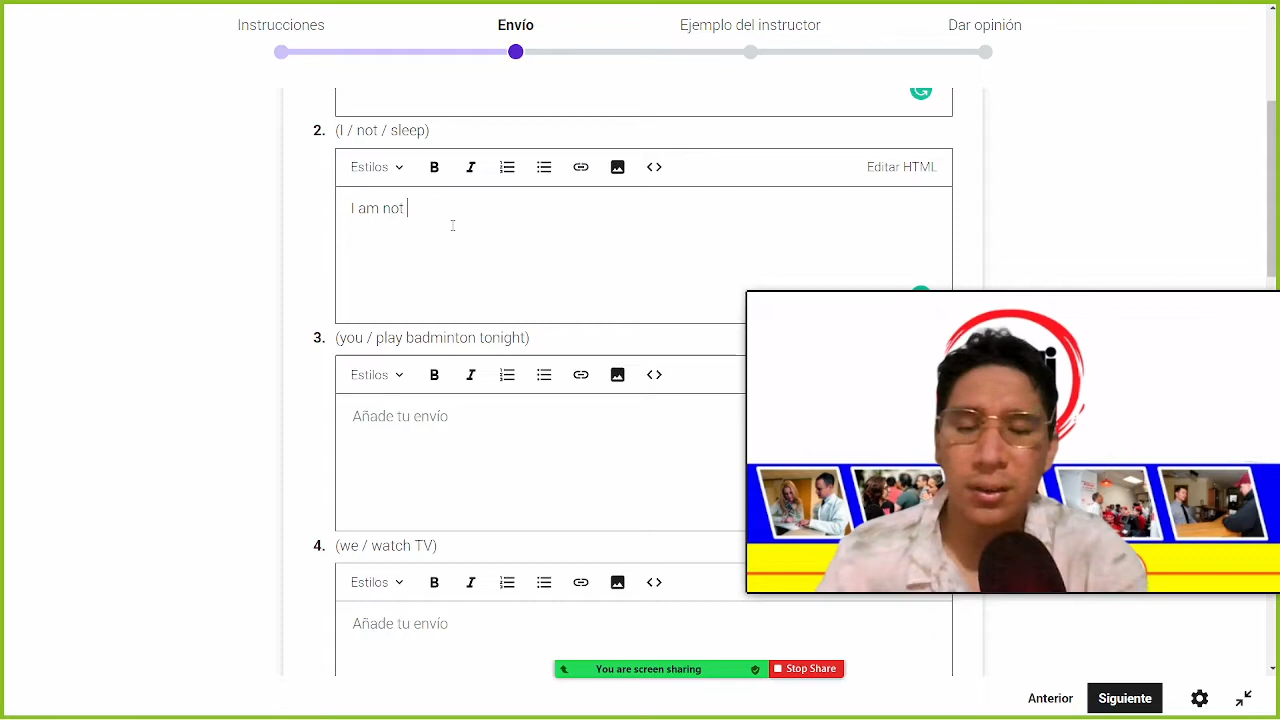 Instrucciones
Envío
Ejemplo del instructor
Dar opinión
2. (I / not / sleep)
Estilos
Editar HTML
I am not
3. (you / play badminton tonight)
Estilos
Añade tu envío
4. (we / watch TV)
Estilos
Añade tu envío
You are screen sharing
Stop Share
Anterior
Siguiente